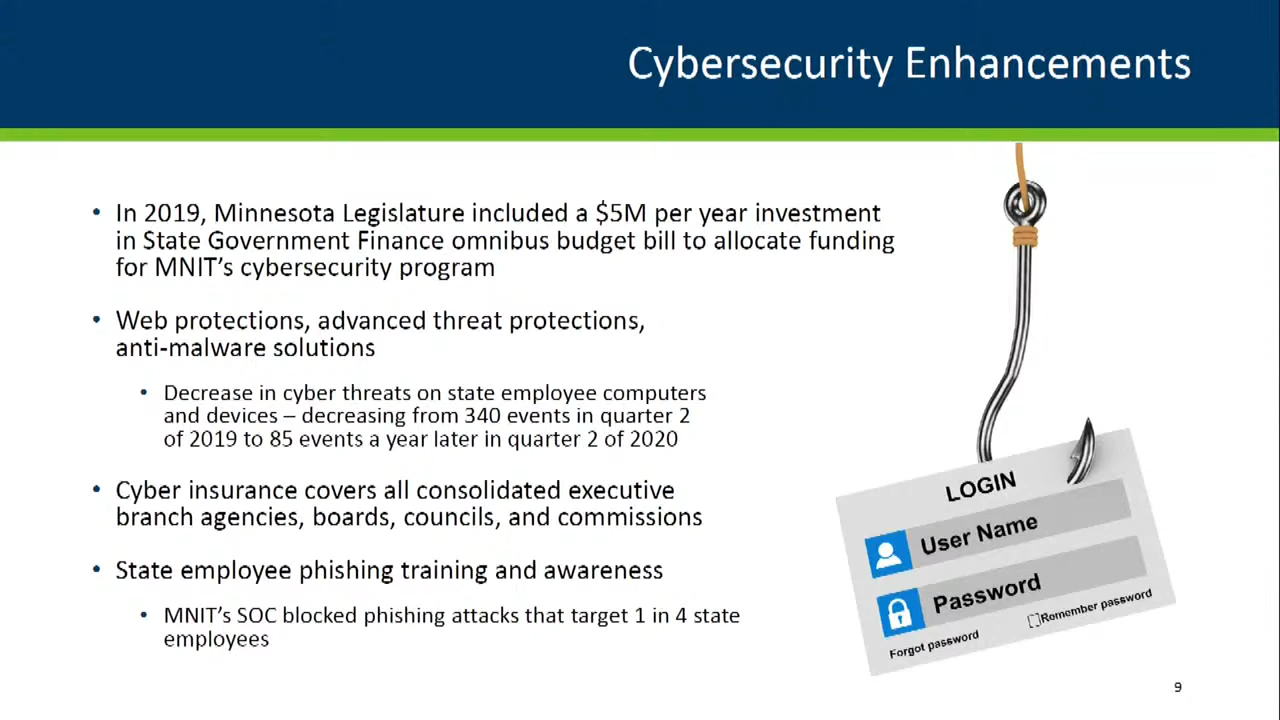 Cybersecurity Enhancements
• In 2019, Minnesota Legislature included a $5M per year investment
in State Government Finance omnibus budget bill to allocate funding
for MNIT’s cybersecurity program
• Web protections, advanced threat protections,
anti-malware solutions
• Decrease in cyber threats on state employee computers
and devices – decreasing from 340 events in quarter 2
of 2019 to 85 events a year later in quarter 2 of 2020
• Cyber insurance covers all consolidated executive
branch agencies, boards, councils, and commissions
• State employee phishing training and awareness
• MNIT’s SOC blocked phishing attacks that target 1 in 4 state
employees
LOGIN
User Name
Password
Remember password
Forgot password
9